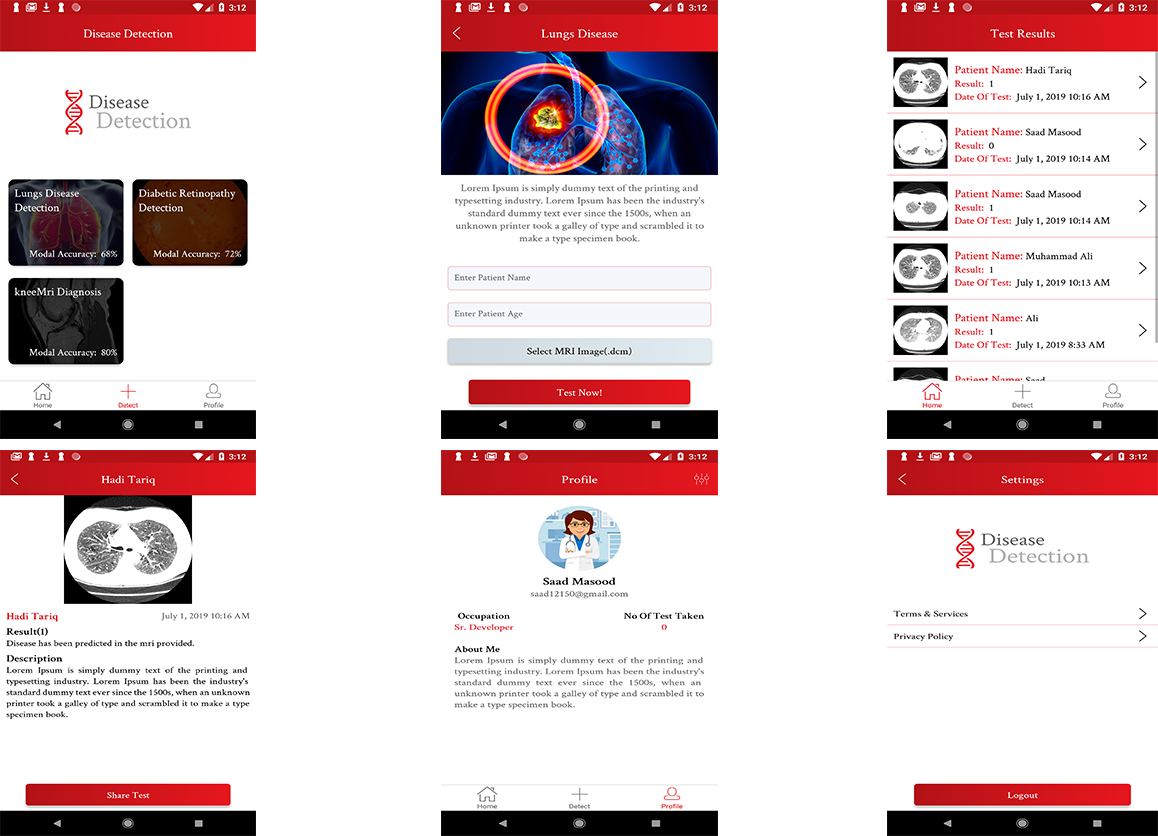 3:12
Disease Detection
Disease
Detection
Lungs Disease
Detection
Modal Accuracy: 68%
Diabetic Retinopathy
Detection
Modal Accuracy: 72%
kneeMri Diagnosis
Modal Accuracy: 80%
Home
Detect
Profile
3:12
Lungs Disease
Lorem Ipsum is simply dummy text of the printing and
typesetting industry. Lorem Ipsum has been the industry's
standard dummy text ever since the 1500s, when an
unknown printer took a galley of type and scrambled it to
make a type specimen book.
Enter Patient Name
Enter Patient Age
Select MRI Image(.dcm)
Test Now!
3:12
Test Results
Patient Name: Hadi Tariq
Result: 1
Date Of Test: July 1, 2019 10:16 AM
Patient Name: Saad Masood
Result: 0
Date Of Test: July 1, 2019 10:14 AM
Patient Name: Saad Masood
Result: 1
Date Of Test: July 1, 2019 10:14 AM
Patient Name: Muhammad Ali
Result: 1
Date Of Test: July 1, 2019 10:13 AM
Patient Name: Ali
Result: 1
Date Of Test: July 1, 2019 8:33 AM
Patient Name: Saad
Home
Detect
Profile
3:12
Hadi Tariq
Hadi Tariq July 1, 2019 10:16 AM
Result(1)
Disease has been predicted in the mri provided.
Description
Lorem Ipsum is simply dummy text of the printing and
typesetting industry. Lorem Ipsum has been the industry's
standard dummy text ever since the 1500s, when an unknown
printer took a galley of type and scrambled it to make a type
specimen book.
Share Test
3:12
Profile
Saad Masood
saad12150@gmail.com
Occupation No Of Test Taken
Sr. Developer 0
About Me
Lorem Ipsum is simply dummy text of the printing and
typesetting industry. Lorem Ipsum has been the industry's
standard dummy text ever since the 1500s, when an
unknown printer took a galley of type and scrambled it to
make a type specimen book.
Home
Detect
Profile
3:12
Settings
Disease
Detection
Terms & Services
Privacy Policy
Logout